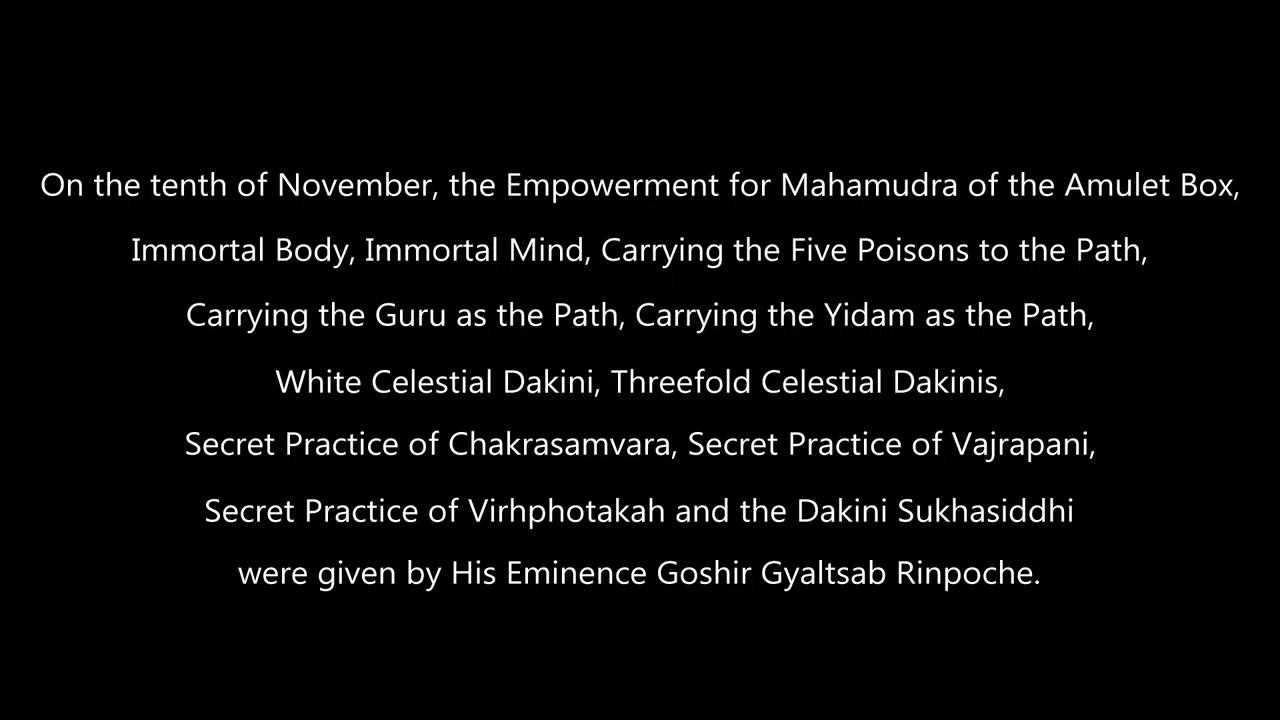 On the tenth of November, the Empowerment for Mahamudra of the Amulet Box,
Immortal Body, Immortal Mind, Carrying the Five Poisons to the Path,
Carrying the Guru as the Path, Carrying the Yidam as the Path,
White Celestial Dakini, Threefold Celestial Dakinis,
Secret Practice of Chakrasamvara, Secret Practice of Vajrapani,
Secret Practice of Virhphotakah and the Dakini Sukhasiddhi
were given by His Eminence Goshir Gyaltsab Rinpoche.